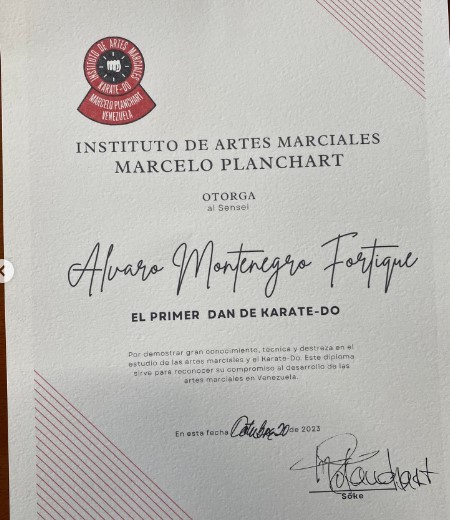 INSTITUTO DE ARTES MARCIALES
KARATE-DO
MARCELO PLANCHART
VENEZUELA
INSTITUTO DE ARTES MARCIALES
MARCELO PLANCHART
OTORGA
al Sensei
Alvaro Montenegro Fortique
EL PRIMER DAN DE KARATE-DO
Por demostrar gran conocimiento, técnica y destreza en el
estudio de las artes marciales y el Karate-Do. Este diploma
sirve para reconocer su compromiso al desarrollo de las
artes marciales en Venezuela.
En esta fecha Octubre 20 de 2023
MPlanchart
Sôke